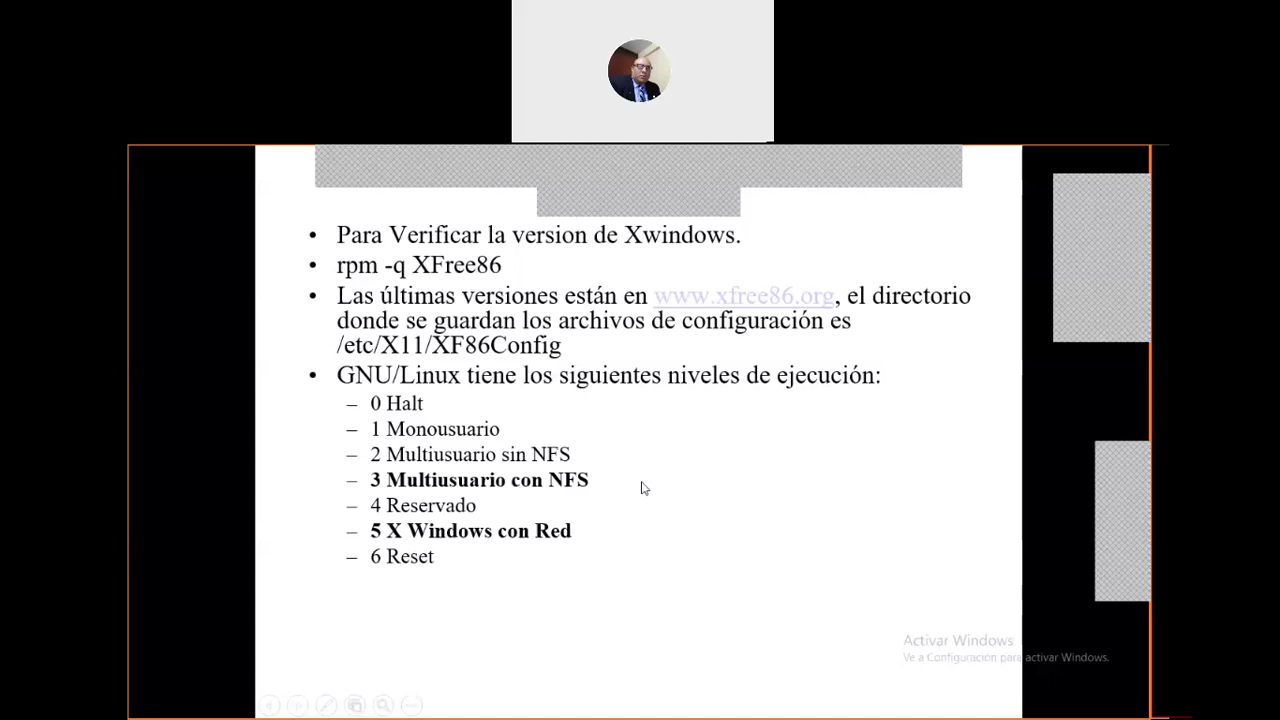 • Para Verificar la version de Xwindows.
• rpm -q XFree86
• Las últimas versiones están en www.xfree86.org, el directorio
donde se guardan los archivos de configuración es
/etc/X11/XF86Config
• GNU/Linux tiene los siguientes niveles de ejecución:
– 0 Halt
– 1 Monousuario
– 2 Multiusuario sin NFS
– 3 Multiusuario con NFS
– 4 Reservado
– 5 X Windows con Red
– 6 Reset
Activar Windows
Ve a Configuración para activar Windows.